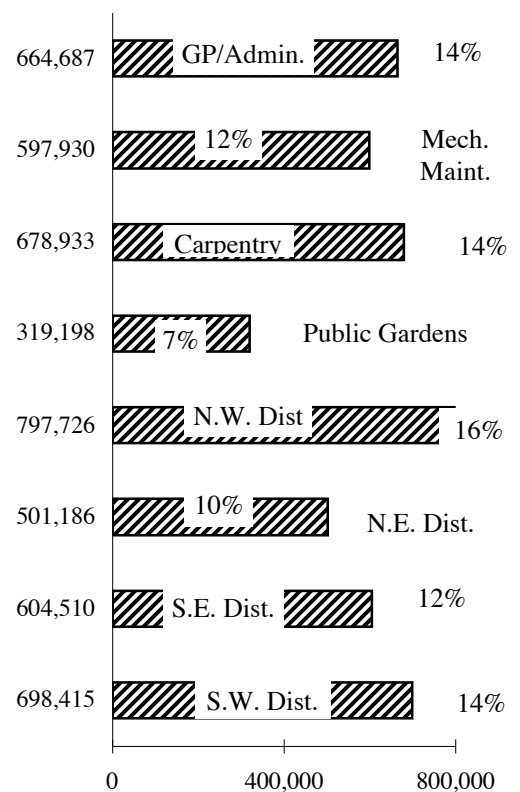 664,687 GP/Admin. 14%
597,930 12% Mech.
Maint.
678,933 Carpentry 14%
319,198 7% Public Gardens
797,726 N.W. Dist 16%
501,186 10% N.E. Dist.
604,510 S.E. Dist. 12%
698,415 S.W. Dist. 14%
0 400,000 800,000